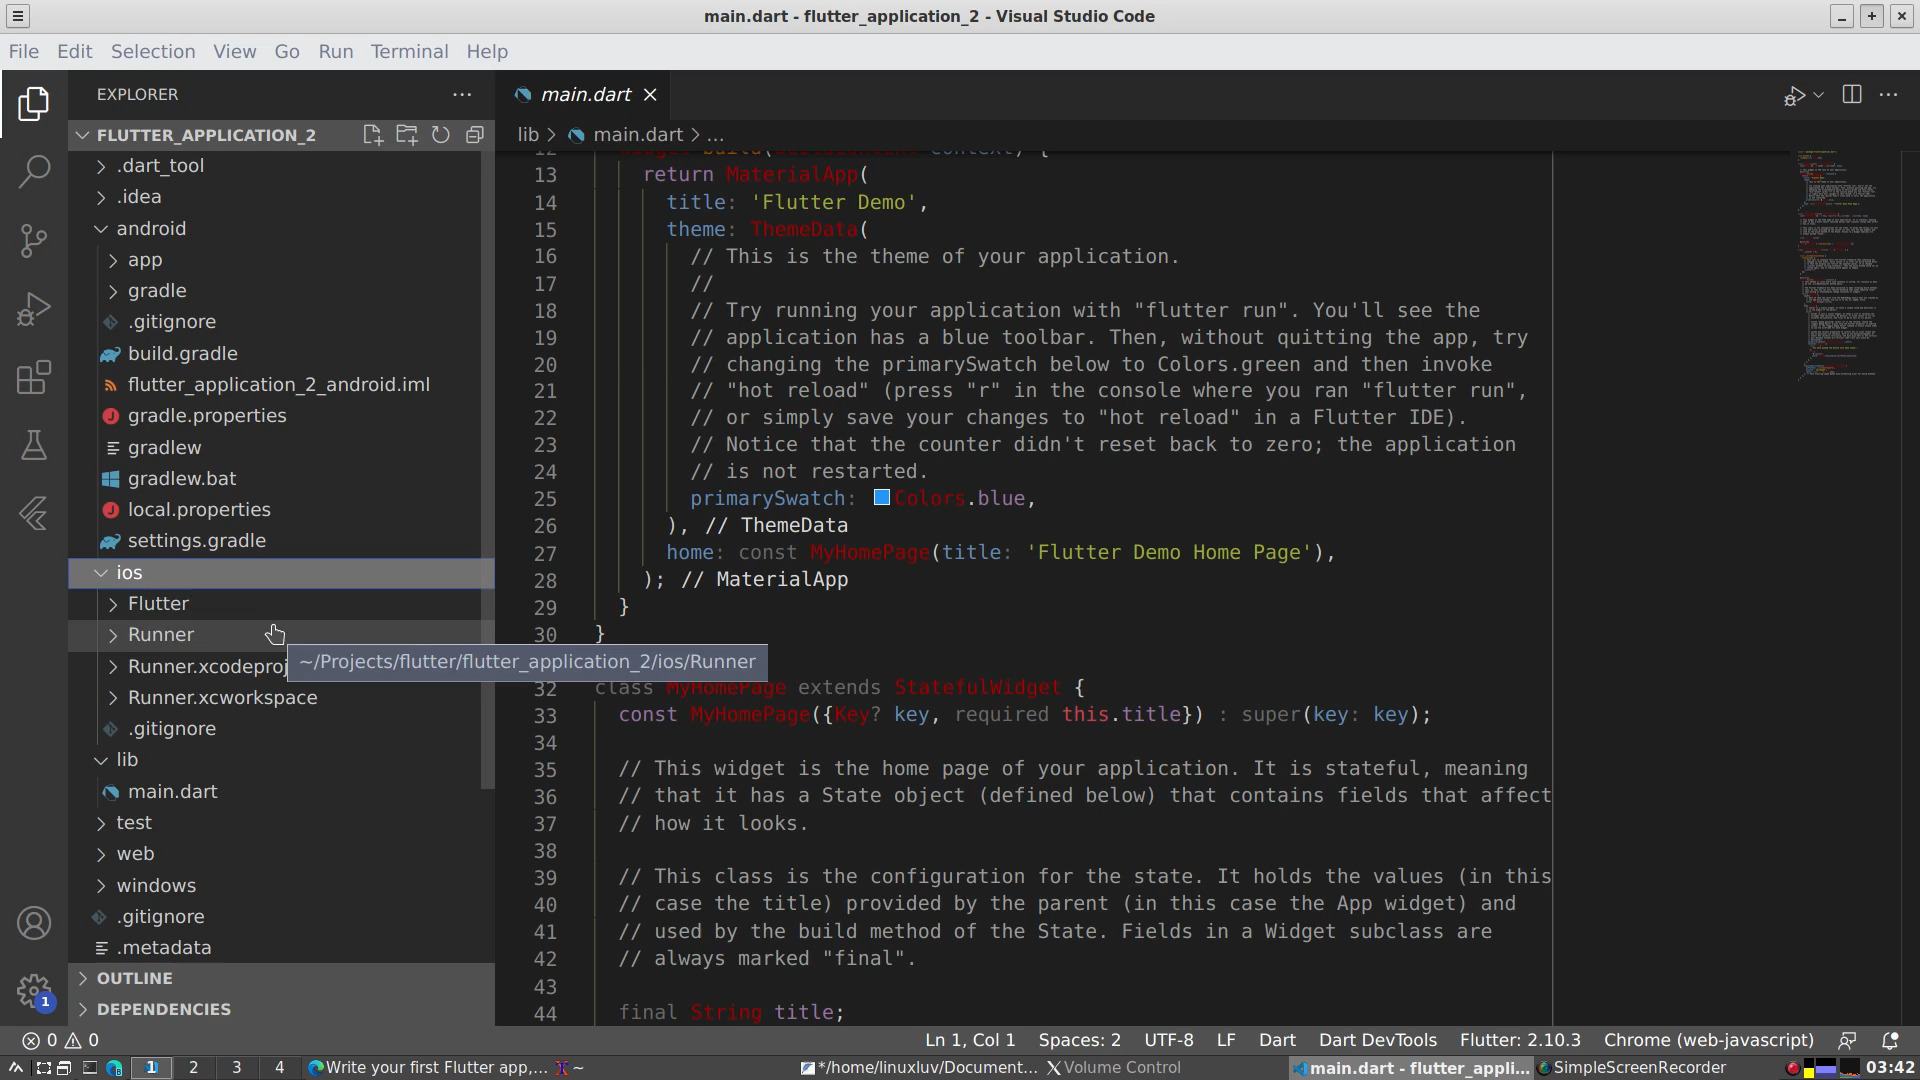 main.dart - flutter_application_2 - Visual Studio Code
File Edit Selection View Go Run Terminal Help
EXPLORER
main.dart
FLUTTER_APPLICATION_2
lib > main.dart > ...
.dart_tool
.idea
android
app
gradle
.gitignore
build.gradle
flutter_application_2_android.iml
gradle.properties
gradlew
gradlew.bat
local.properties
settings.gradle
ios
Flutter
Runner
Runner.xcodeproj
~/Projects/flutter/flutter_application_2/ios/Runner
Runner.xcworkspace
.gitignore
lib
main.dart
test
web
windows
.gitignore
.metadata
OUTLINE
DEPENDENCIES
13 return MaterialApp(
14 title: 'Flutter Demo',
15 theme: ThemeData(
16 // This is the theme of your application.
17 //
18 // Try running your application with "flutter run". You'll see the
19 // application has a blue toolbar. Then, without quitting the app, try
20 // changing the primarySwatch below to Colors.green and then invoke
21 // "hot reload" (press "r" in the console where you ran "flutter run",
22 // or simply save your changes to "hot reload" in a Flutter IDE).
23 // Notice that the counter didn't reset back to zero; the application
24 // is not restarted.
25 primarySwatch: Colors.blue,
26 ), // ThemeData
27 home: const MyHomePage(title: 'Flutter Demo Home Page'),
28 ); // MaterialApp
29 }
30 }
32 class MyHomePage extends StatefulWidget {
33 const MyHomePage({Key? key, required this.title}) : super(key: key);
34
35 // This widget is the home page of your application. It is stateful, meaning
36 // that it has a State object (defined below) that contains fields that affect
37 // how it looks.
38
39 // This class is the configuration for the state. It holds the values (in this
40 // case the title) provided by the parent (in this case the App widget) and
41 // used by the build method of the State. Fields in a Widget subclass are
42 // always marked "final".
43
44 final String title;
1
0 0 Ln 1, Col 1 Spaces: 2 UTF-8 LF Dart Dart DevTools Flutter: 2.10.3 Chrome (web-javascript)
1 2 3 4 Write your first Flutter app,... ~ */home/linuxluv/Document... Volume Control main.dart - flutter_appli... SimpleScreenRecorder 03:42